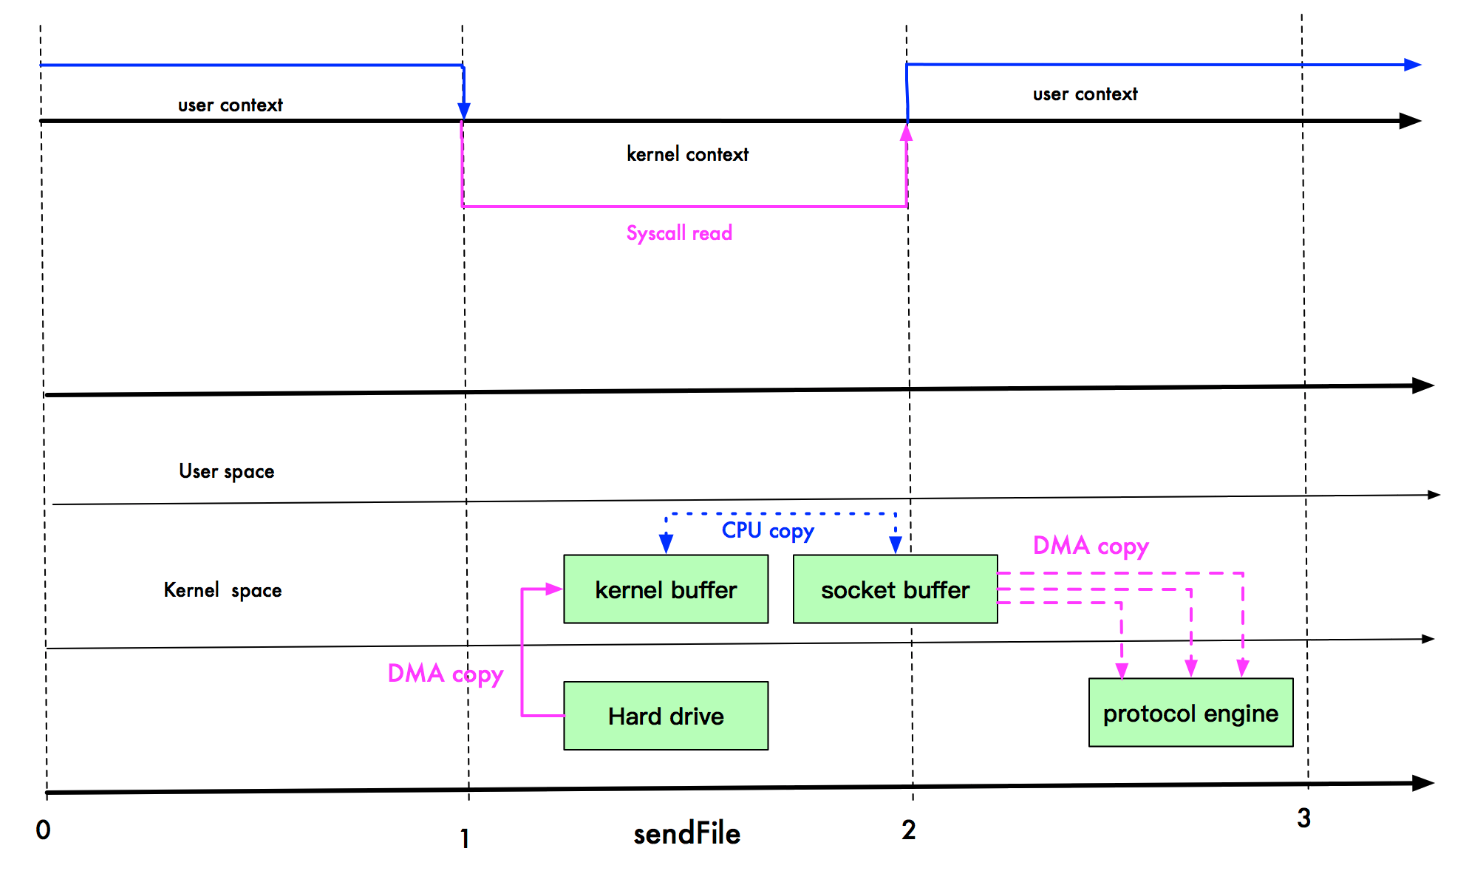 user context
user context
kernel context
Syscall read
User space
CPU copy
DMA copy
Kernel space
kernel buffer
socket buffer
DMA copy
Hard drive
protocol engine
0
1
sendFile
2
3